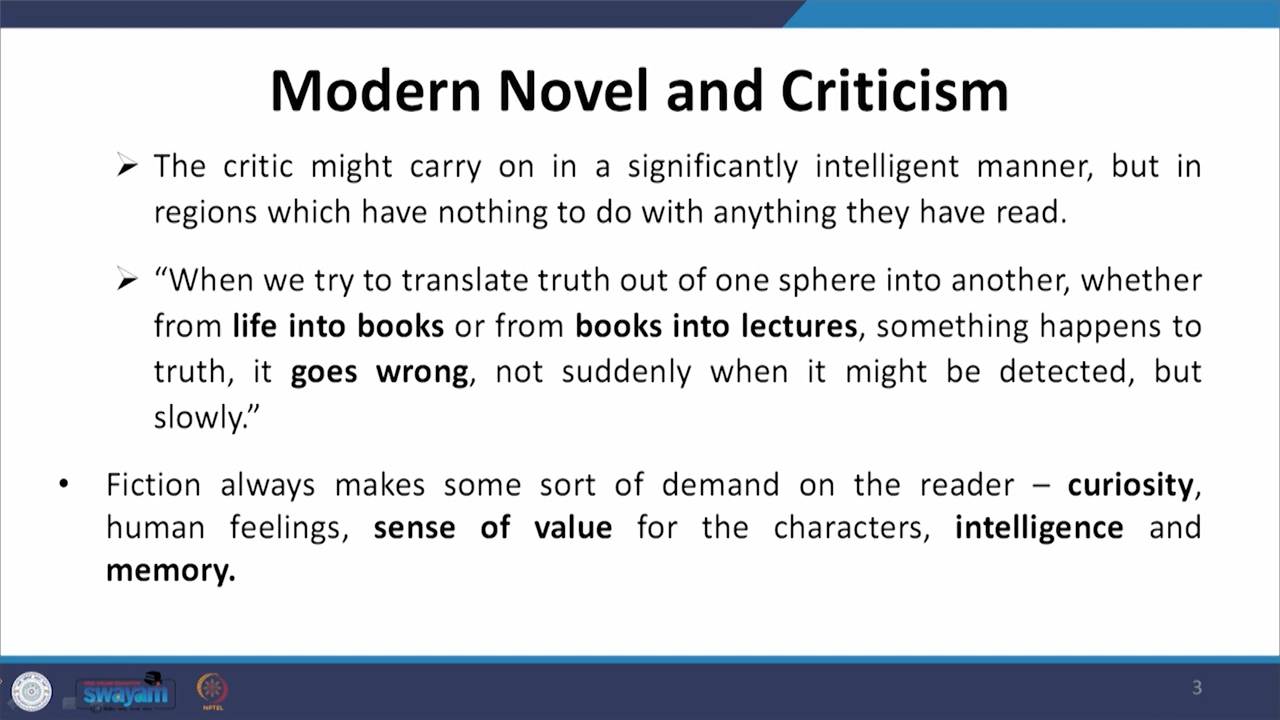 Modern Novel and Criticism
The critic might carry on in a significantly intelligent manner, but in
regions which have nothing to do with anything they have read.
“When we try to translate truth out of one sphere into another, whether
from life into books or from books into lectures, something happens to
truth, it goes wrong, not suddenly when it might be detected, but
slowly.”
• Fiction always makes some sort of demand on the reader – curiosity,
human feelings, sense of value for the characters, intelligence and
memory.
swayam
NPTEL
3